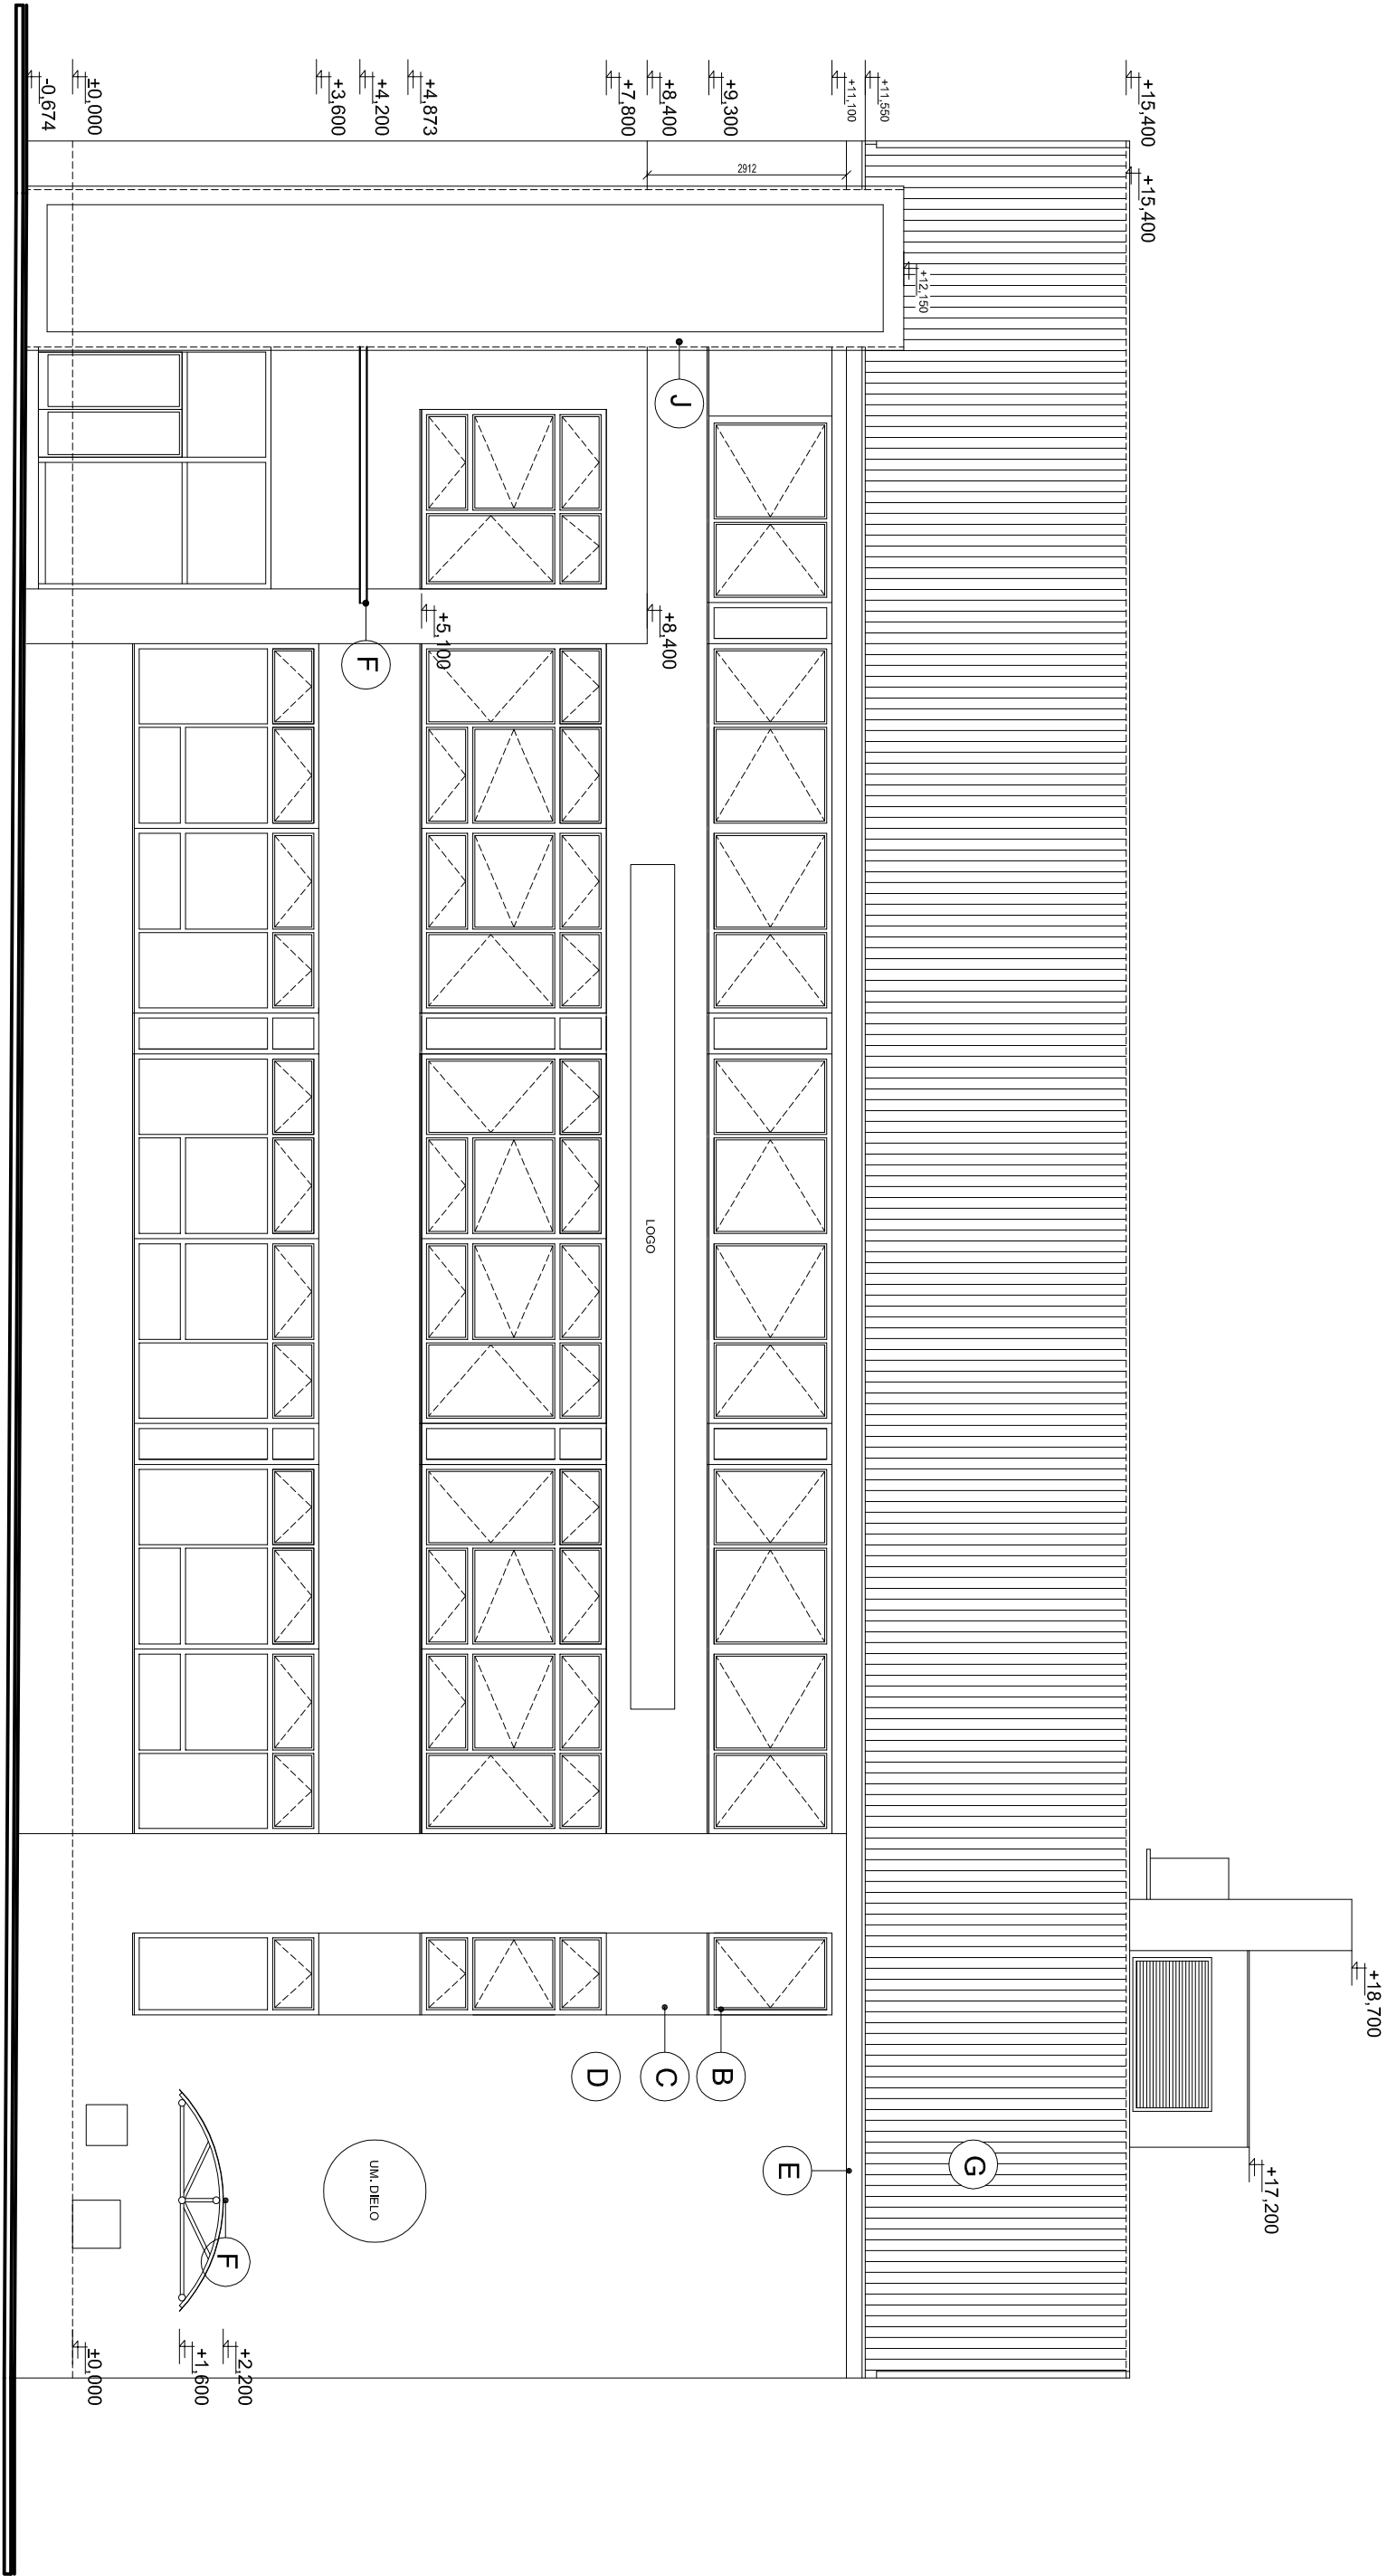 +15,400
+15,400
+12,150
+11,550
+11,100
2912
+9,300
+8,400
+7,800
+4,873
+4,200
+3,600
±0,000
-0,674
J
F
+5,100
+8,400
LOGO
+18,700
+17,200
G
E
B
C
D
UM. DIELO
F
+2,200
+1,600
±0,000